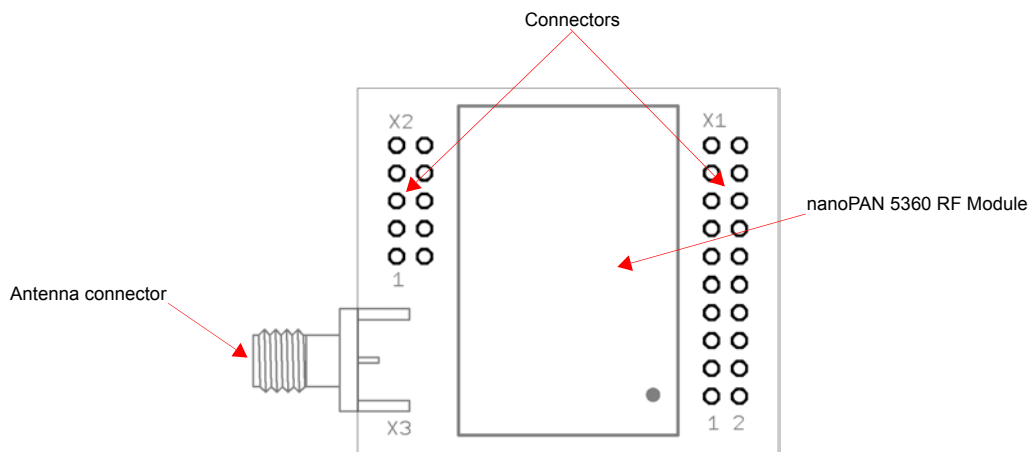 Connectors
X2
X1
nanoPAN 5360 RF Module
1
Antenna connector
X3
1 2